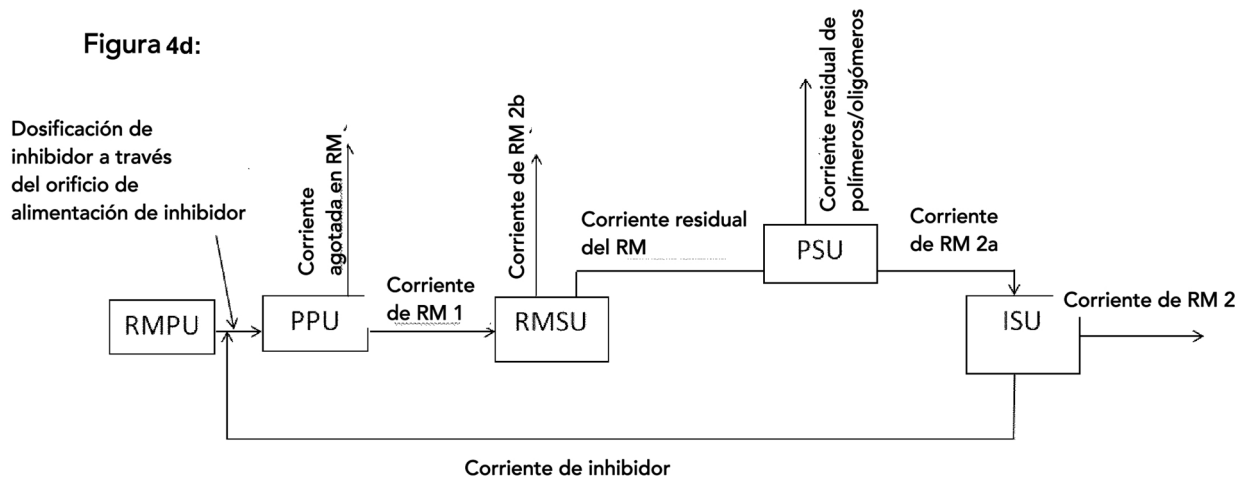 Figura 4d:
Dosificación de
inhibidor a través
del orificio de
alimentación de inhibidor
Corriente
agotada en RM
Corriente
de RM 1
Corriente de RM 2b
Corriente residual
del RM
Corriente residual de
polímeros/oligómeros
Corriente
de RM 2a
Corriente de RM 2
RMPU
PPU
RMSU
PSU
ISU
Corriente de inhibidor